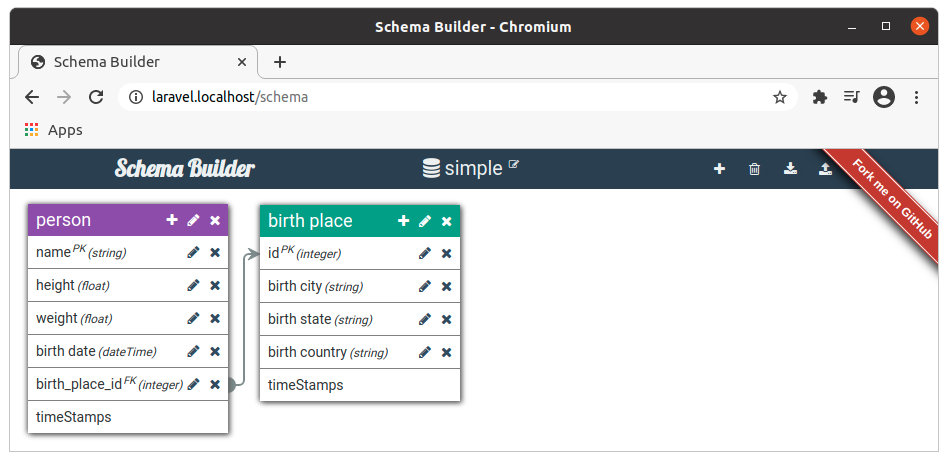 Schema Builder - Chromium
Schema Builder
laravel.localhost/schema
Apps
Schema Builder
simple
Fork me on GitHub
person
name PK (string)
height (float)
weight (float)
birth date (dateTime)
birth_place_id FK (integer)
timeStamps
birth place
id PK (integer)
birth city (string)
birth state (string)
birth country (string)
timeStamps